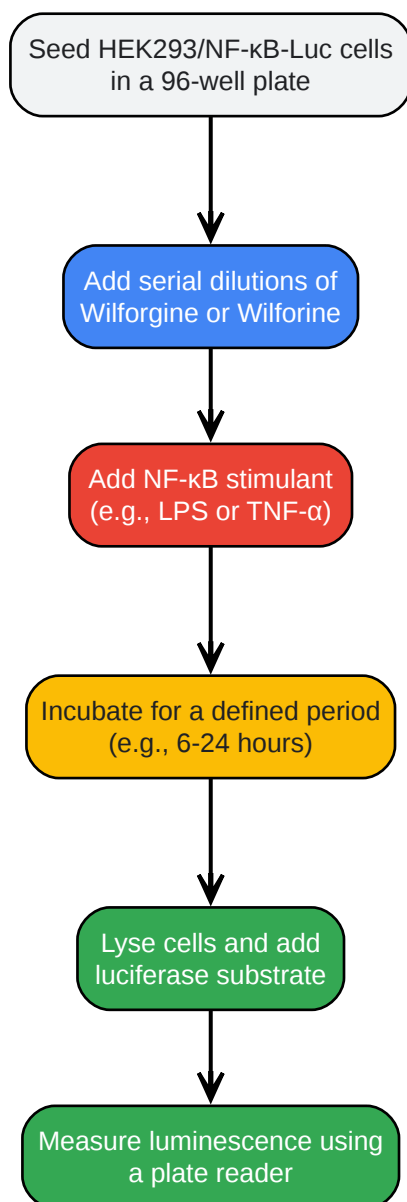 Seed HEK293/NF-κB-Luc cells
in a 96-well plate
Add serial dilutions of
Wilforgine or Wilforine
Add NF-κB stimulant
(e.g., LPS or TNF-α)
Incubate for a defined period
(e.g., 6-24 hours)
Lyse cells and add
luciferase substrate
Measure luminescence using
a plate reader